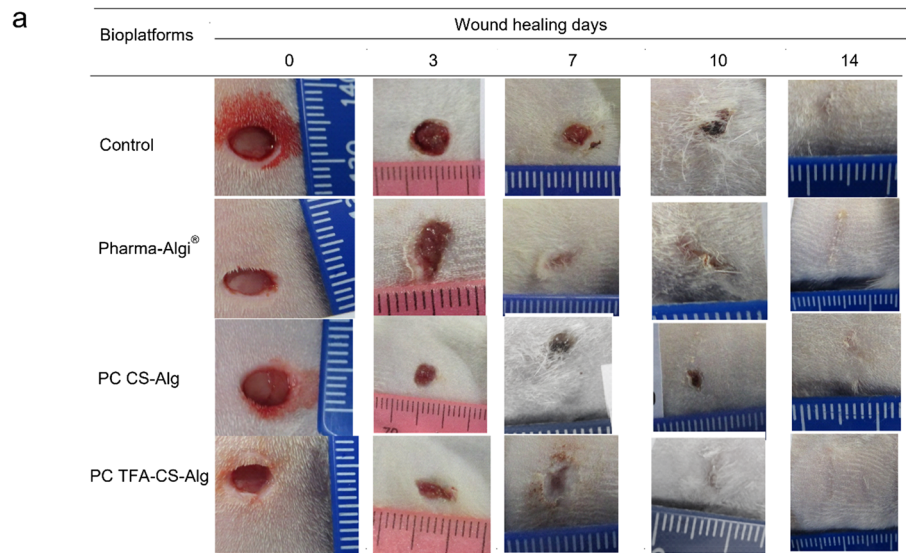 a
Bioplatforms
Wound healing days
0 3 7 10 14
Control
Pharma-Algi®
PC CS-Alg
PC TFA-CS-Alg